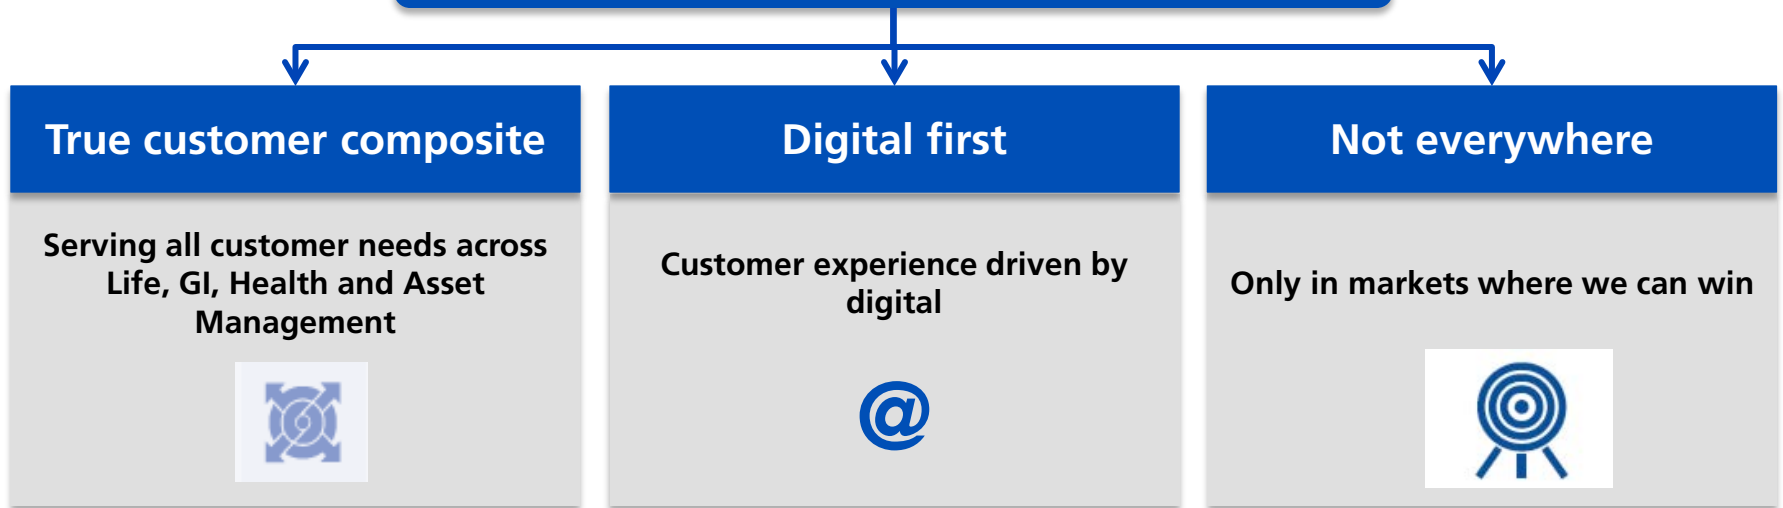 True customer composite
Serving all customer needs across
Life, GI, Health and Asset
Management
Digital first
Customer experience driven by
digital
@
Not everywhere
Only in markets where we can win